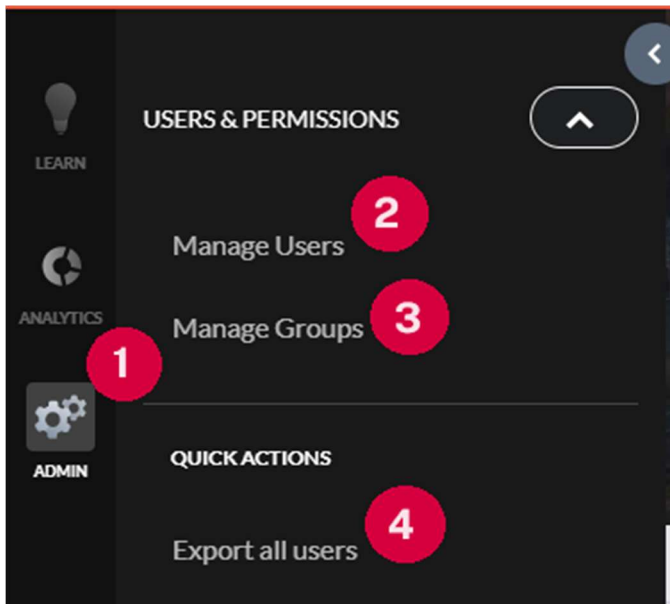 LEARN
USERS & PERMISSIONS
2
Manage Users
ANALYTICS
Manage Groups 3
1
ADMIN
QUICK ACTIONS
4
Export all users